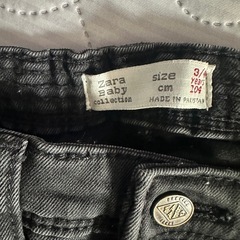 Zara size 3/4
Baby cm YEARS
collection 104
MADE IN PAKISTAN